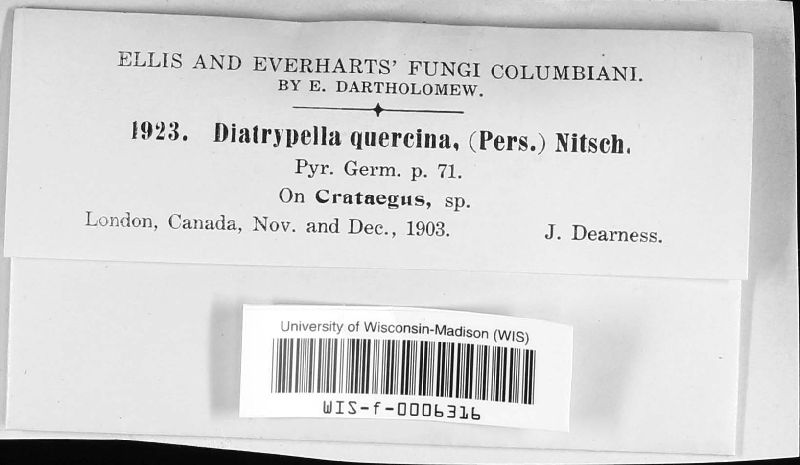 ELLIS AND EVERHARTS' FUNGI COLUMBIANI.
BY E. DARTHOLOMEW.
1923. Diatrypella quercina, (Pers.) Nitsch.
Pyr. Germ. p. 71.
On Crataegus, sp.
London, Canada, Nov. and Dec., 1903. J. Dearness.
University of Wisconsin-Madison (WIS)
WIS-f-0006316